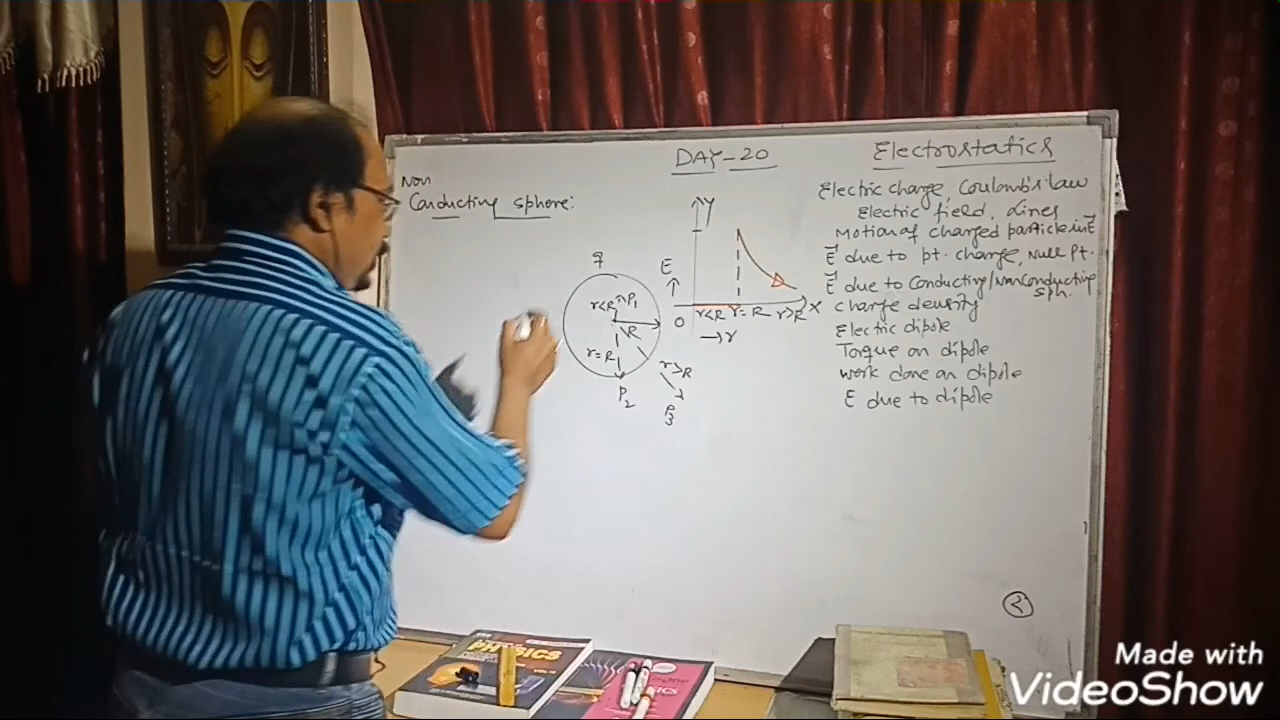 DAY-20
Electrostatics
Non
Conducting sphere:
Electric charge, Coulomb's law
Electric field, Lines
Motion of charged particle in E
E due to pt. charge, Null Pt.
E due to Conducting/NonConducting
sph.
charge density
Electric dipole
Torque on dipole
work done on dipole
E due to dipole
Y
q
E
r<R P1
R
r=R
P2
r>R
P3
O
r<R r=R r>R X
→r
PHYSICS
Made with
VideoShow